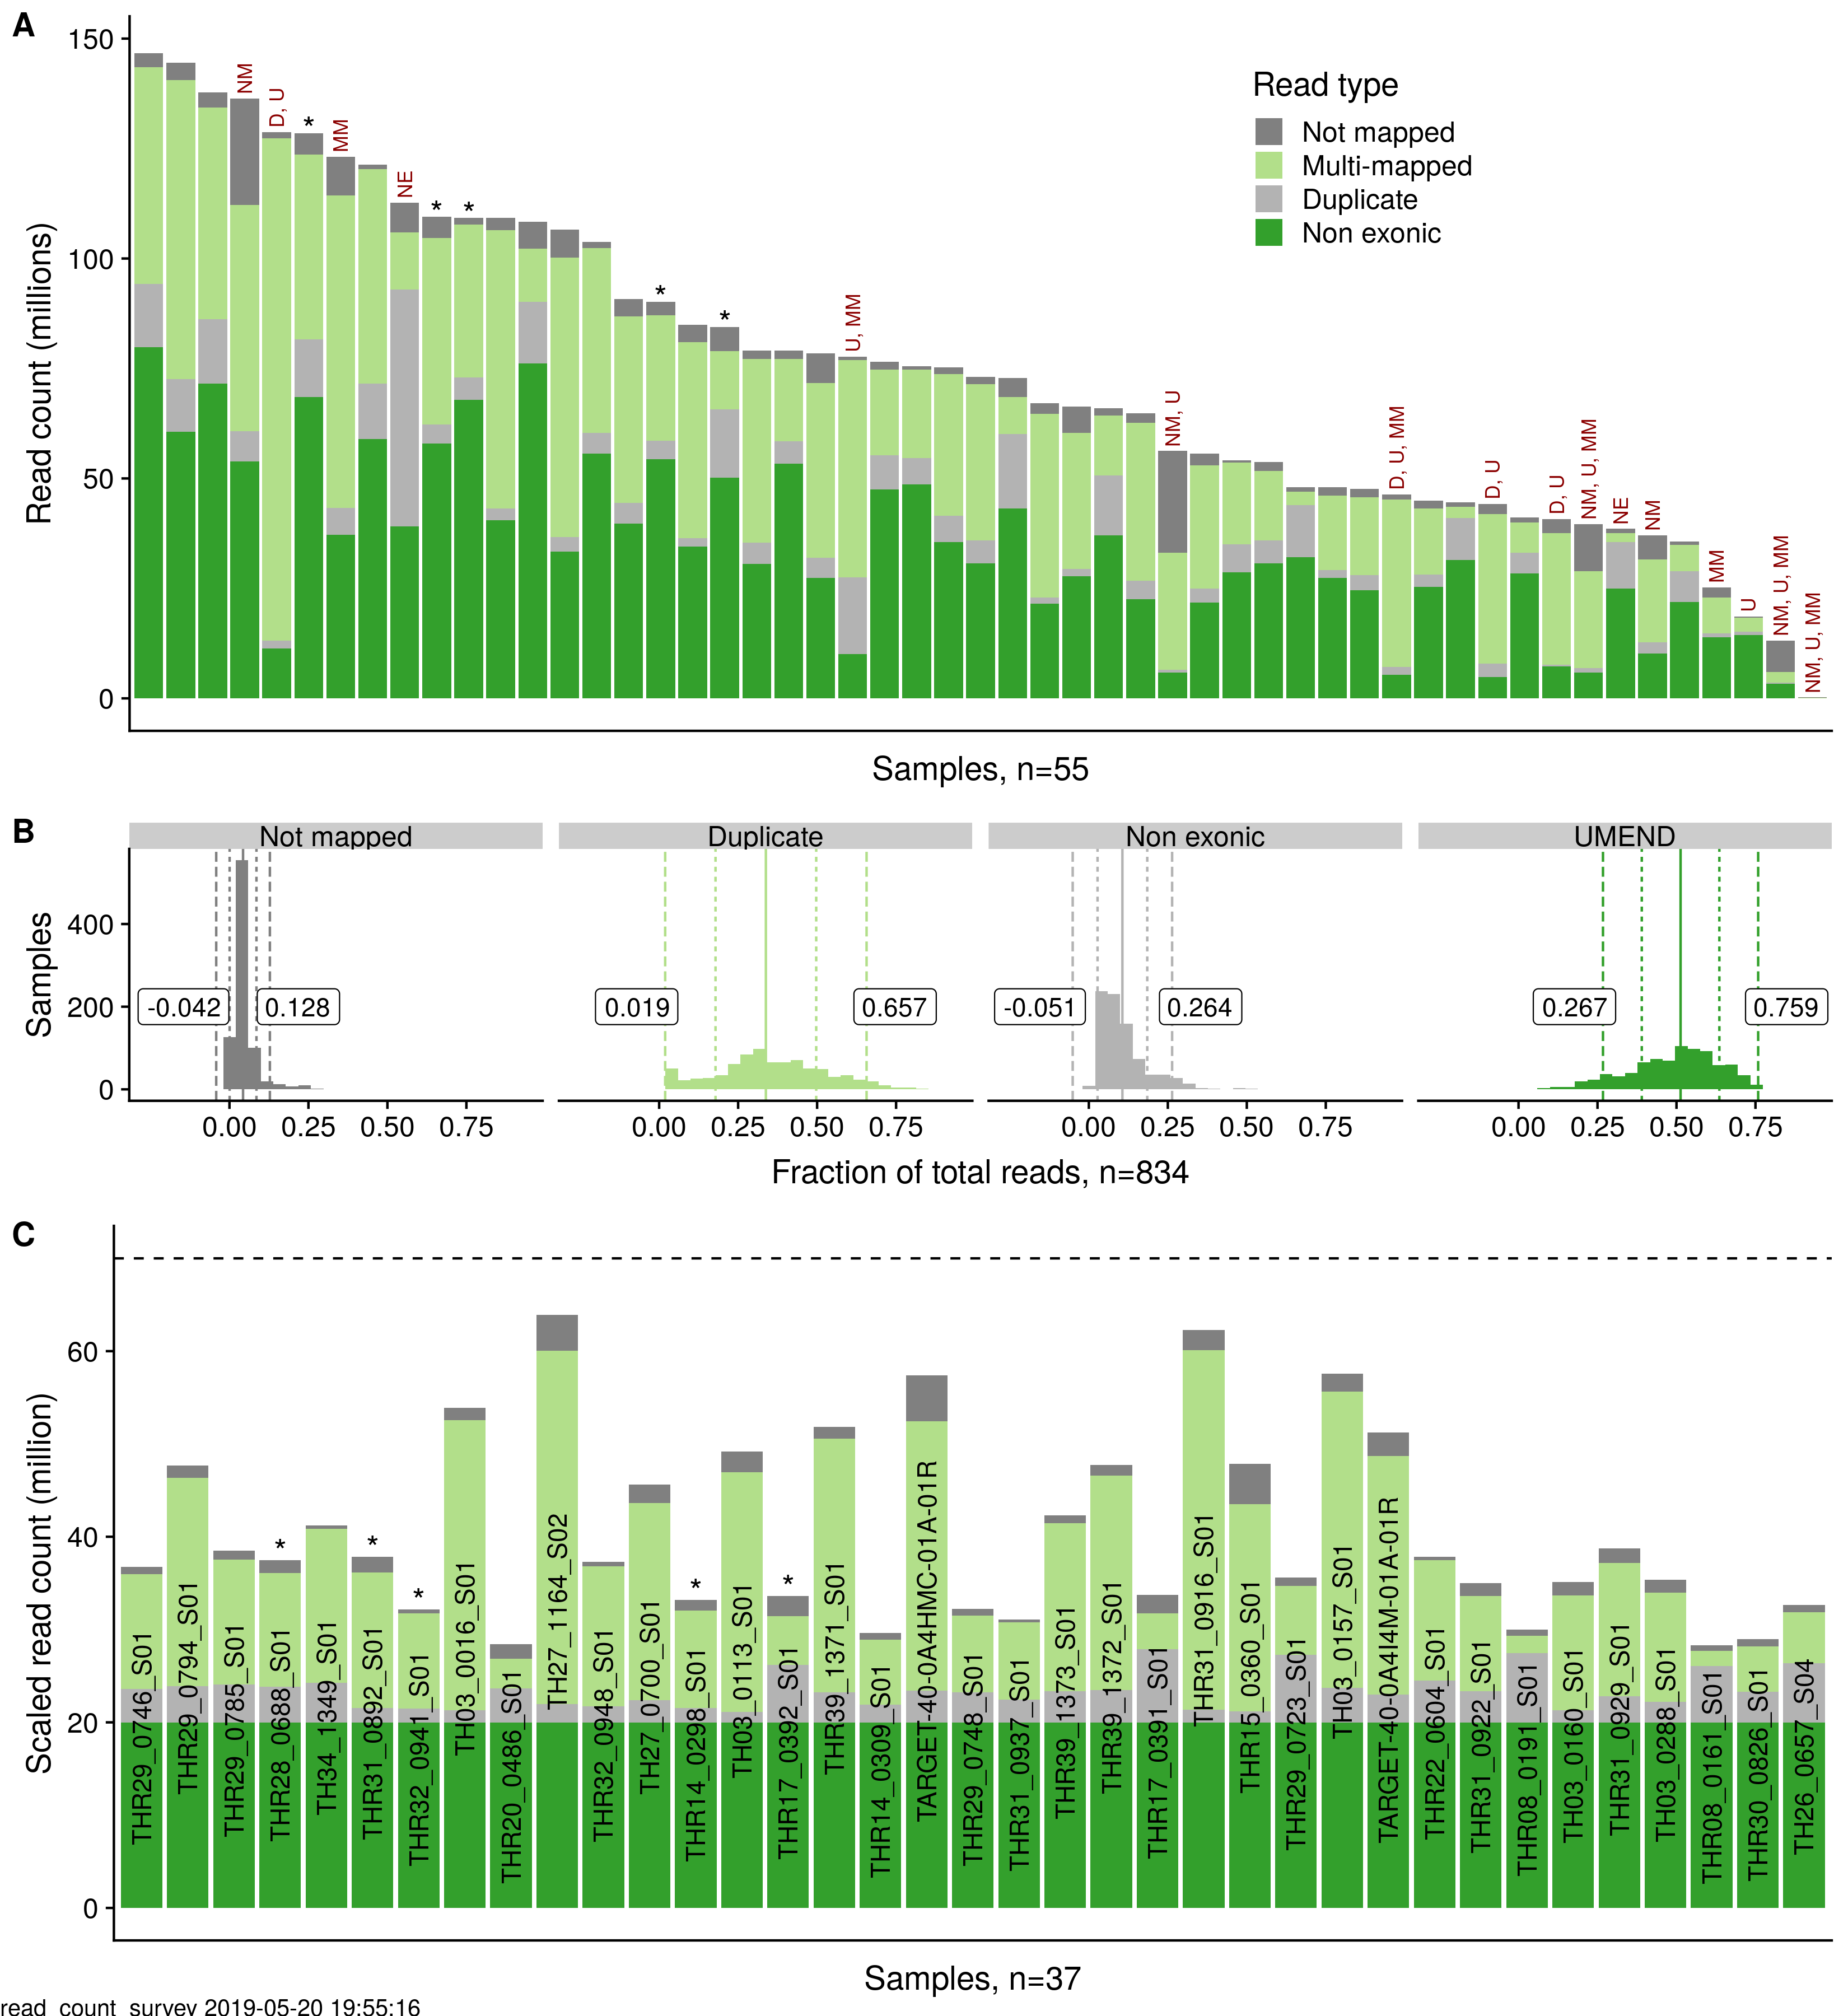 A
150
100
50
0
Read count (millions)
NM
D, U
*
MM
NE
*
*
*
*
U, MM
NM, U
D, U, MM
D, U
D, U
NM, U, MM
NE
NM
MM
U
NM, U, MM
NM, U, MM
Read type
Not mapped
Multi-mapped
Duplicate
Non exonic
Samples, n=55
B
Not mapped
Duplicate
Non exonic
UMEND
Samples
400
200
0
-0.042
0.128
0.019
0.657
-0.051
0.264
0.267
0.759
0.00 0.25 0.50 0.75
0.00 0.25 0.50 0.75
0.00 0.25 0.50 0.75
0.00 0.25 0.50 0.75
Fraction of total reads, n=834
C
Scaled read count (million)
60
40
20
0
*
*
*
*
*
THR29_0746_S01
THR29_0794_S01
THR29_0785_S01
THR28_0688_S01
TH34_1349_S01
THR31_0892_S01
THR32_0941_S01
TH03_0016_S01
THR20_0486_S01
TH27_1164_S02
THR32_0948_S01
TH27_0700_S01
THR14_0298_S01
TH03_0113_S01
THR17_0392_S01
THR39_1371_S01
THR14_0309_S01
TARGET-40-0A4HMC-01A-01R
THR29_0748_S01
THR31_0937_S01
THR39_1373_S01
THR39_1372_S01
THR17_0391_S01
THR31_0916_S01
THR15_0360_S01
THR29_0723_S01
TH03_0157_S01
TARGET-40-0A4I4M-01A-01R
THR22_0604_S01
THR31_0922_S01
THR08_0191_S01
TH03_0160_S01
THR31_0929_S01
TH03_0288_S01
THR08_0161_S01
THR30_0826_S01
TH26_0657_S04
Samples, n=37
read_count_survey 2019-05-20 19:55:16